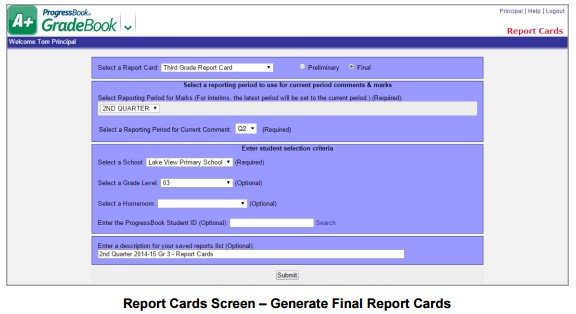 Principal | Help | Logout
A+ ProgressBook®
GradeBook
Report Cards
Welcome Tom Principal
Select a Report Card: Third Grade Report Card Preliminary Final
Select a reporting period to use for current period comments & marks
Select Reporting Period for Marks (For interims, the latest period will be set to the current period.) (Required):
2ND QUARTER
Select a Reporting Period for Current Comment: Q2 (Required)
Enter student selection criteria
Select a School: Lake View Primary School (Required)
Select a Grade Level: 03 (Optional)
Select a Homeroom: (Optional)
Enter the ProgressBook Student ID (Optional): Search
Enter a description for your saved reports list (Optional):
2nd Quarter 2014-15 Gr 3 - Report Cards
Submit
Report Cards Screen – Generate Final Report Cards